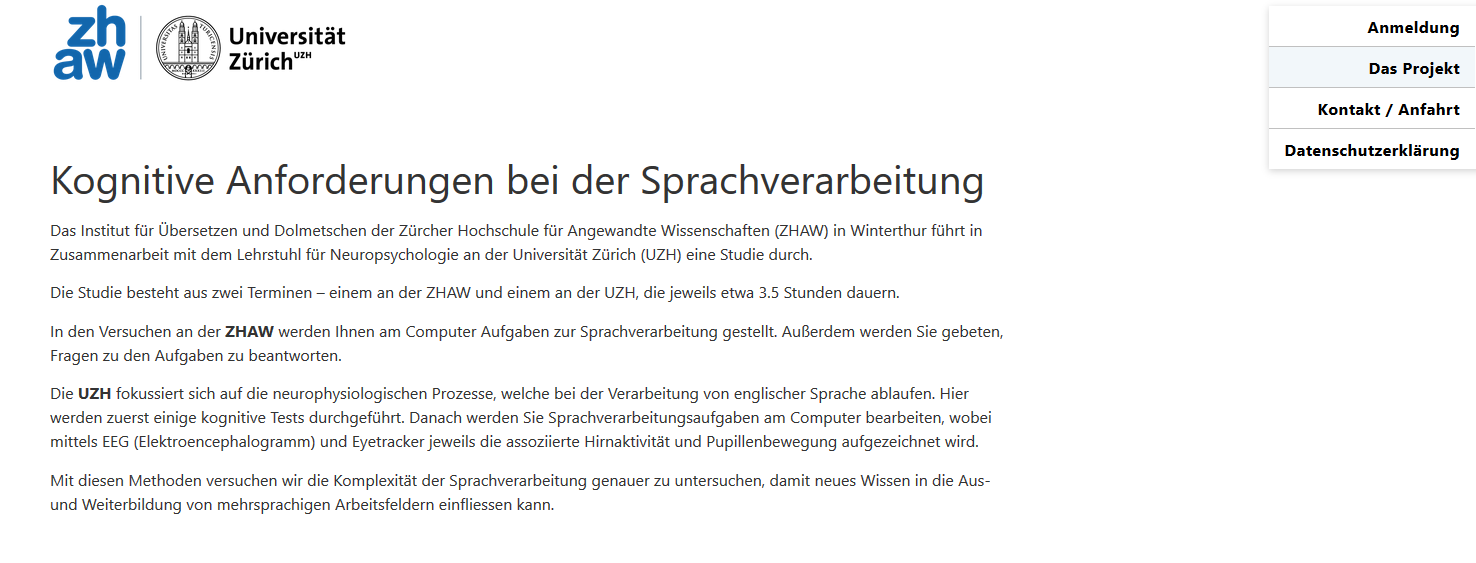 zh
aw
Universität
Zürich UZH
Anmeldung
Das Projekt
Kontakt / Anfahrt
Datenschutzerklärung
Kognitive Anforderungen bei der Sprachverarbeitung
Das Institut für Übersetzen und Dolmetschen der Zürcher Hochschule für Angewandte Wissenschaften (ZHAW) in Winterthur führt in
Zusammenarbeit mit dem Lehrstuhl für Neuropsychologie an der Universität Zürich (UZH) eine Studie durch.
Die Studie besteht aus zwei Terminen – einem an der ZHAW und einem an der UZH, die jeweils etwa 3.5 Stunden dauern.
In den Versuchen an der ZHAW werden Ihnen am Computer Aufgaben zur Sprachverarbeitung gestellt. Außerdem werden Sie gebeten,
Fragen zu den Aufgaben zu beantworten.
Die UZH fokussiert sich auf die neurophysiologischen Prozesse, welche bei der Verarbeitung von englischer Sprache ablaufen. Hier
werden zuerst einige kognitive Tests durchgeführt. Danach werden Sie Sprachverarbeitungsaufgaben am Computer bearbeiten, wobei
mittels EEG (Elektroencephalogramm) und Eyetracker jeweils die assoziierte Hirnaktivität und Pupillenbewegung aufgezeichnet wird.
Mit diesen Methoden versuchen wir die Komplexität der Sprachverarbeitung genauer zu untersuchen, damit neues Wissen in die Aus-
und Weiterbildung von mehrsprachigen Arbeitsfeldern einfliessen kann.